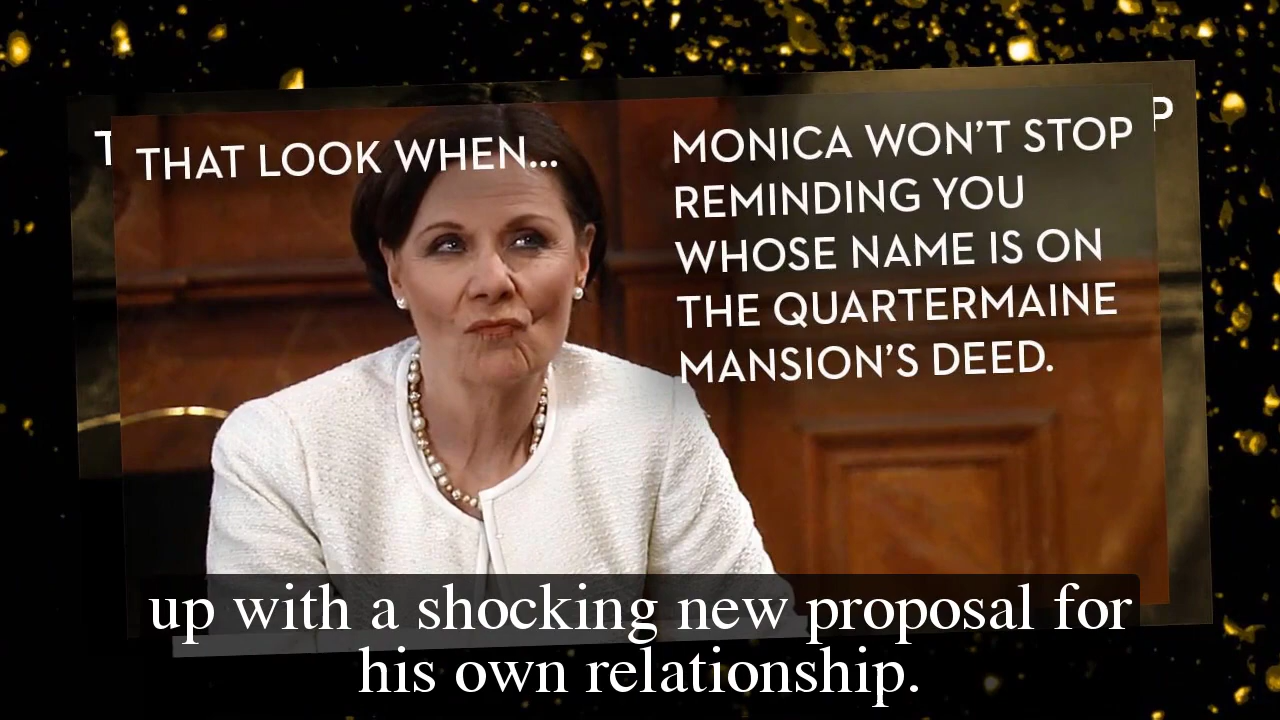 THAT LOOK WHEN...
MONICA WON'T STOP
REMINDING YOU
WHOSE NAME IS ON
THE QUARTERMAINE
MANSION'S DEED.
up with a shocking new proposal for
his own relationship.